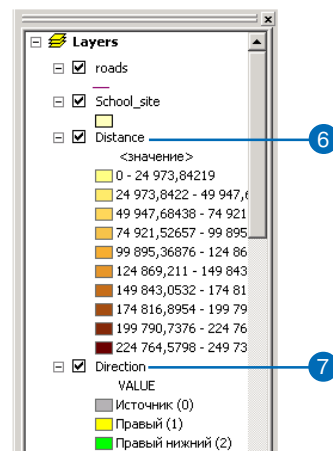 Layers
roads
School_site
Distance
6
<значение>
0 - 24 973,84219
24 973,8422 - 49 947,6
49 947,68438 - 74 921
74 921,52657 - 99 895
99 895,36876 - 124 86
124 869,211 - 149 843
149 843,0532 - 174 81
174 816,8954 - 199 79
199 790,7376 - 224 76
224 764,5798 - 249 73
Direction
7
VALUE
Источник (0)
Правый (1)
Правый нижний (2)